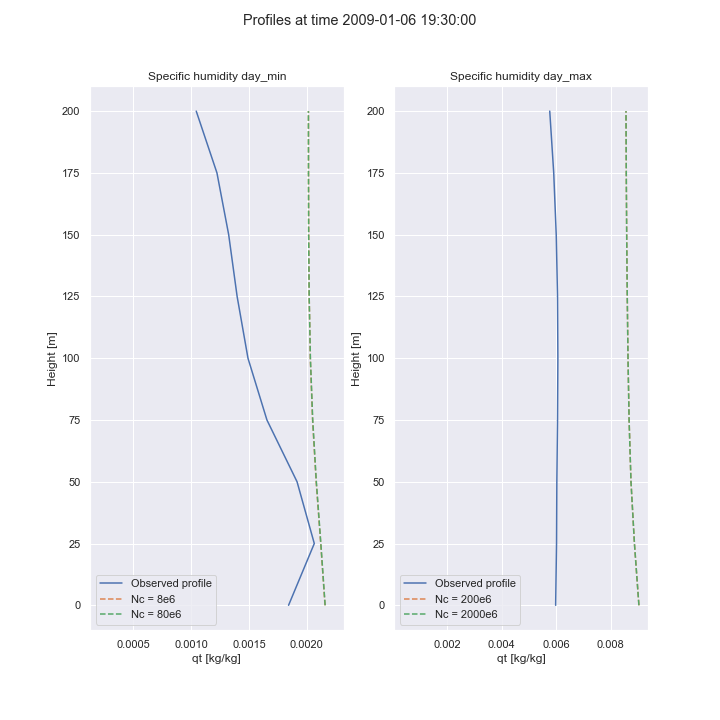 Profiles at time 2009-01-06 19:30:00
Specific humidity day_min
200
175
150
125
100
75
50
25
0
Height [m]
Observed profile
Nc = 8e6
Nc = 80e6
0.0005 0.0010 0.0015 0.0020
qt [kg/kg]
Specific humidity day_max
200
175
150
125
100
75
50
25
0
Height [m]
Observed profile
Nc = 200e6
Nc = 2000e6
0.002 0.004 0.006 0.008
qt [kg/kg]